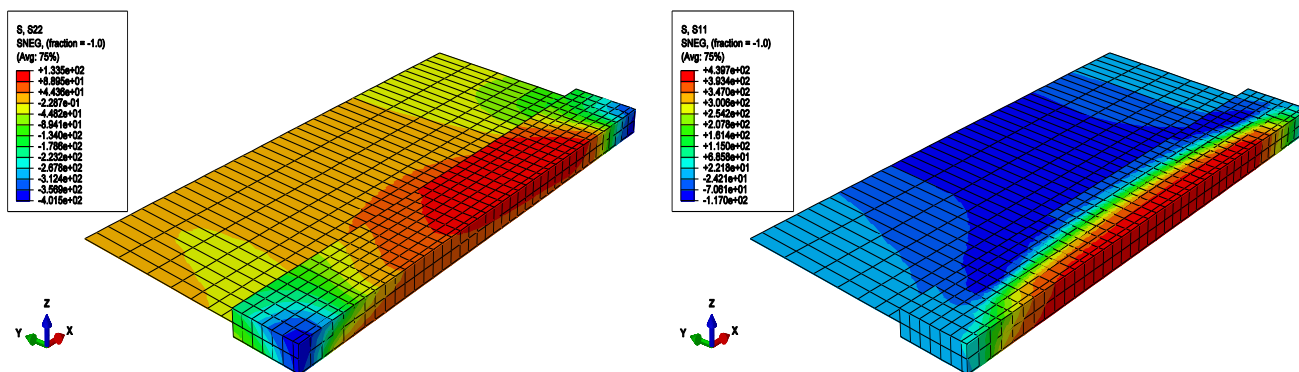 S, S22
SNEG, (fraction = -1.0)
(Avg: 75%)
+1.335e+02
+8.895e+01
+4.436e+01
-2.287e-01
-4.482e+01
-8.941e+01
-1.340e+02
-1.786e+02
-2.232e+02
-2.678e+02
-3.124e+02
-3.569e+02
-4.015e+02
Z
Y
X
S, S11
SNEG, (fraction = -1.0)
(Avg: 75%)
+4.397e+02
+3.934e+02
+3.470e+02
+3.006e+02
+2.542e+02
+2.078e+02
+1.614e+02
+1.150e+02
+6.858e+01
+2.218e+01
-2.421e+01
-7.061e+01
-1.170e+02
Z
Y
X